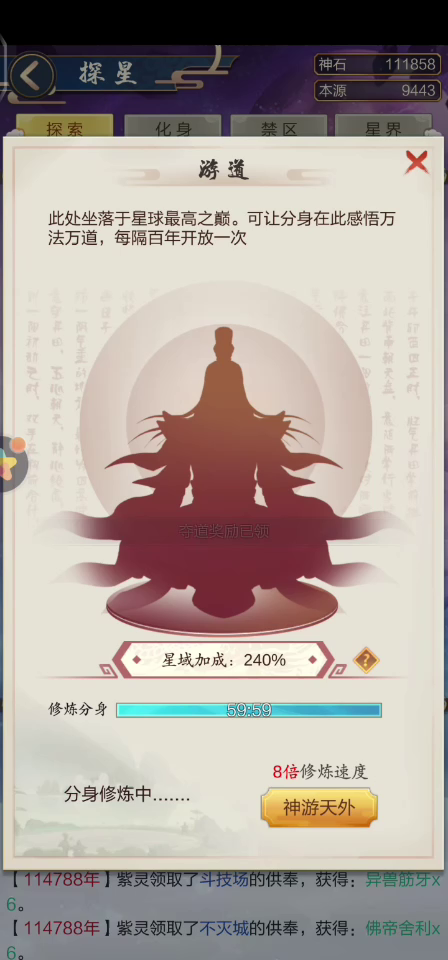 探星
神石 111858
本源 9443
探索 化身 禁区 星界
游道
此处坐落于星球最高之巅。可让分身在此感悟万
法万道，每隔百年开放一次
夺道奖励已领
星域加成：240% ?
修炼分身 59:59
8倍修炼速度
分身修炼中.......
神游天外
【114788年】紫灵领取了斗技场的供奉，获得：异兽筋牙x
6。
【114788年】紫灵领取了不灭城的供奉，获得：佛帝舍利x
6。